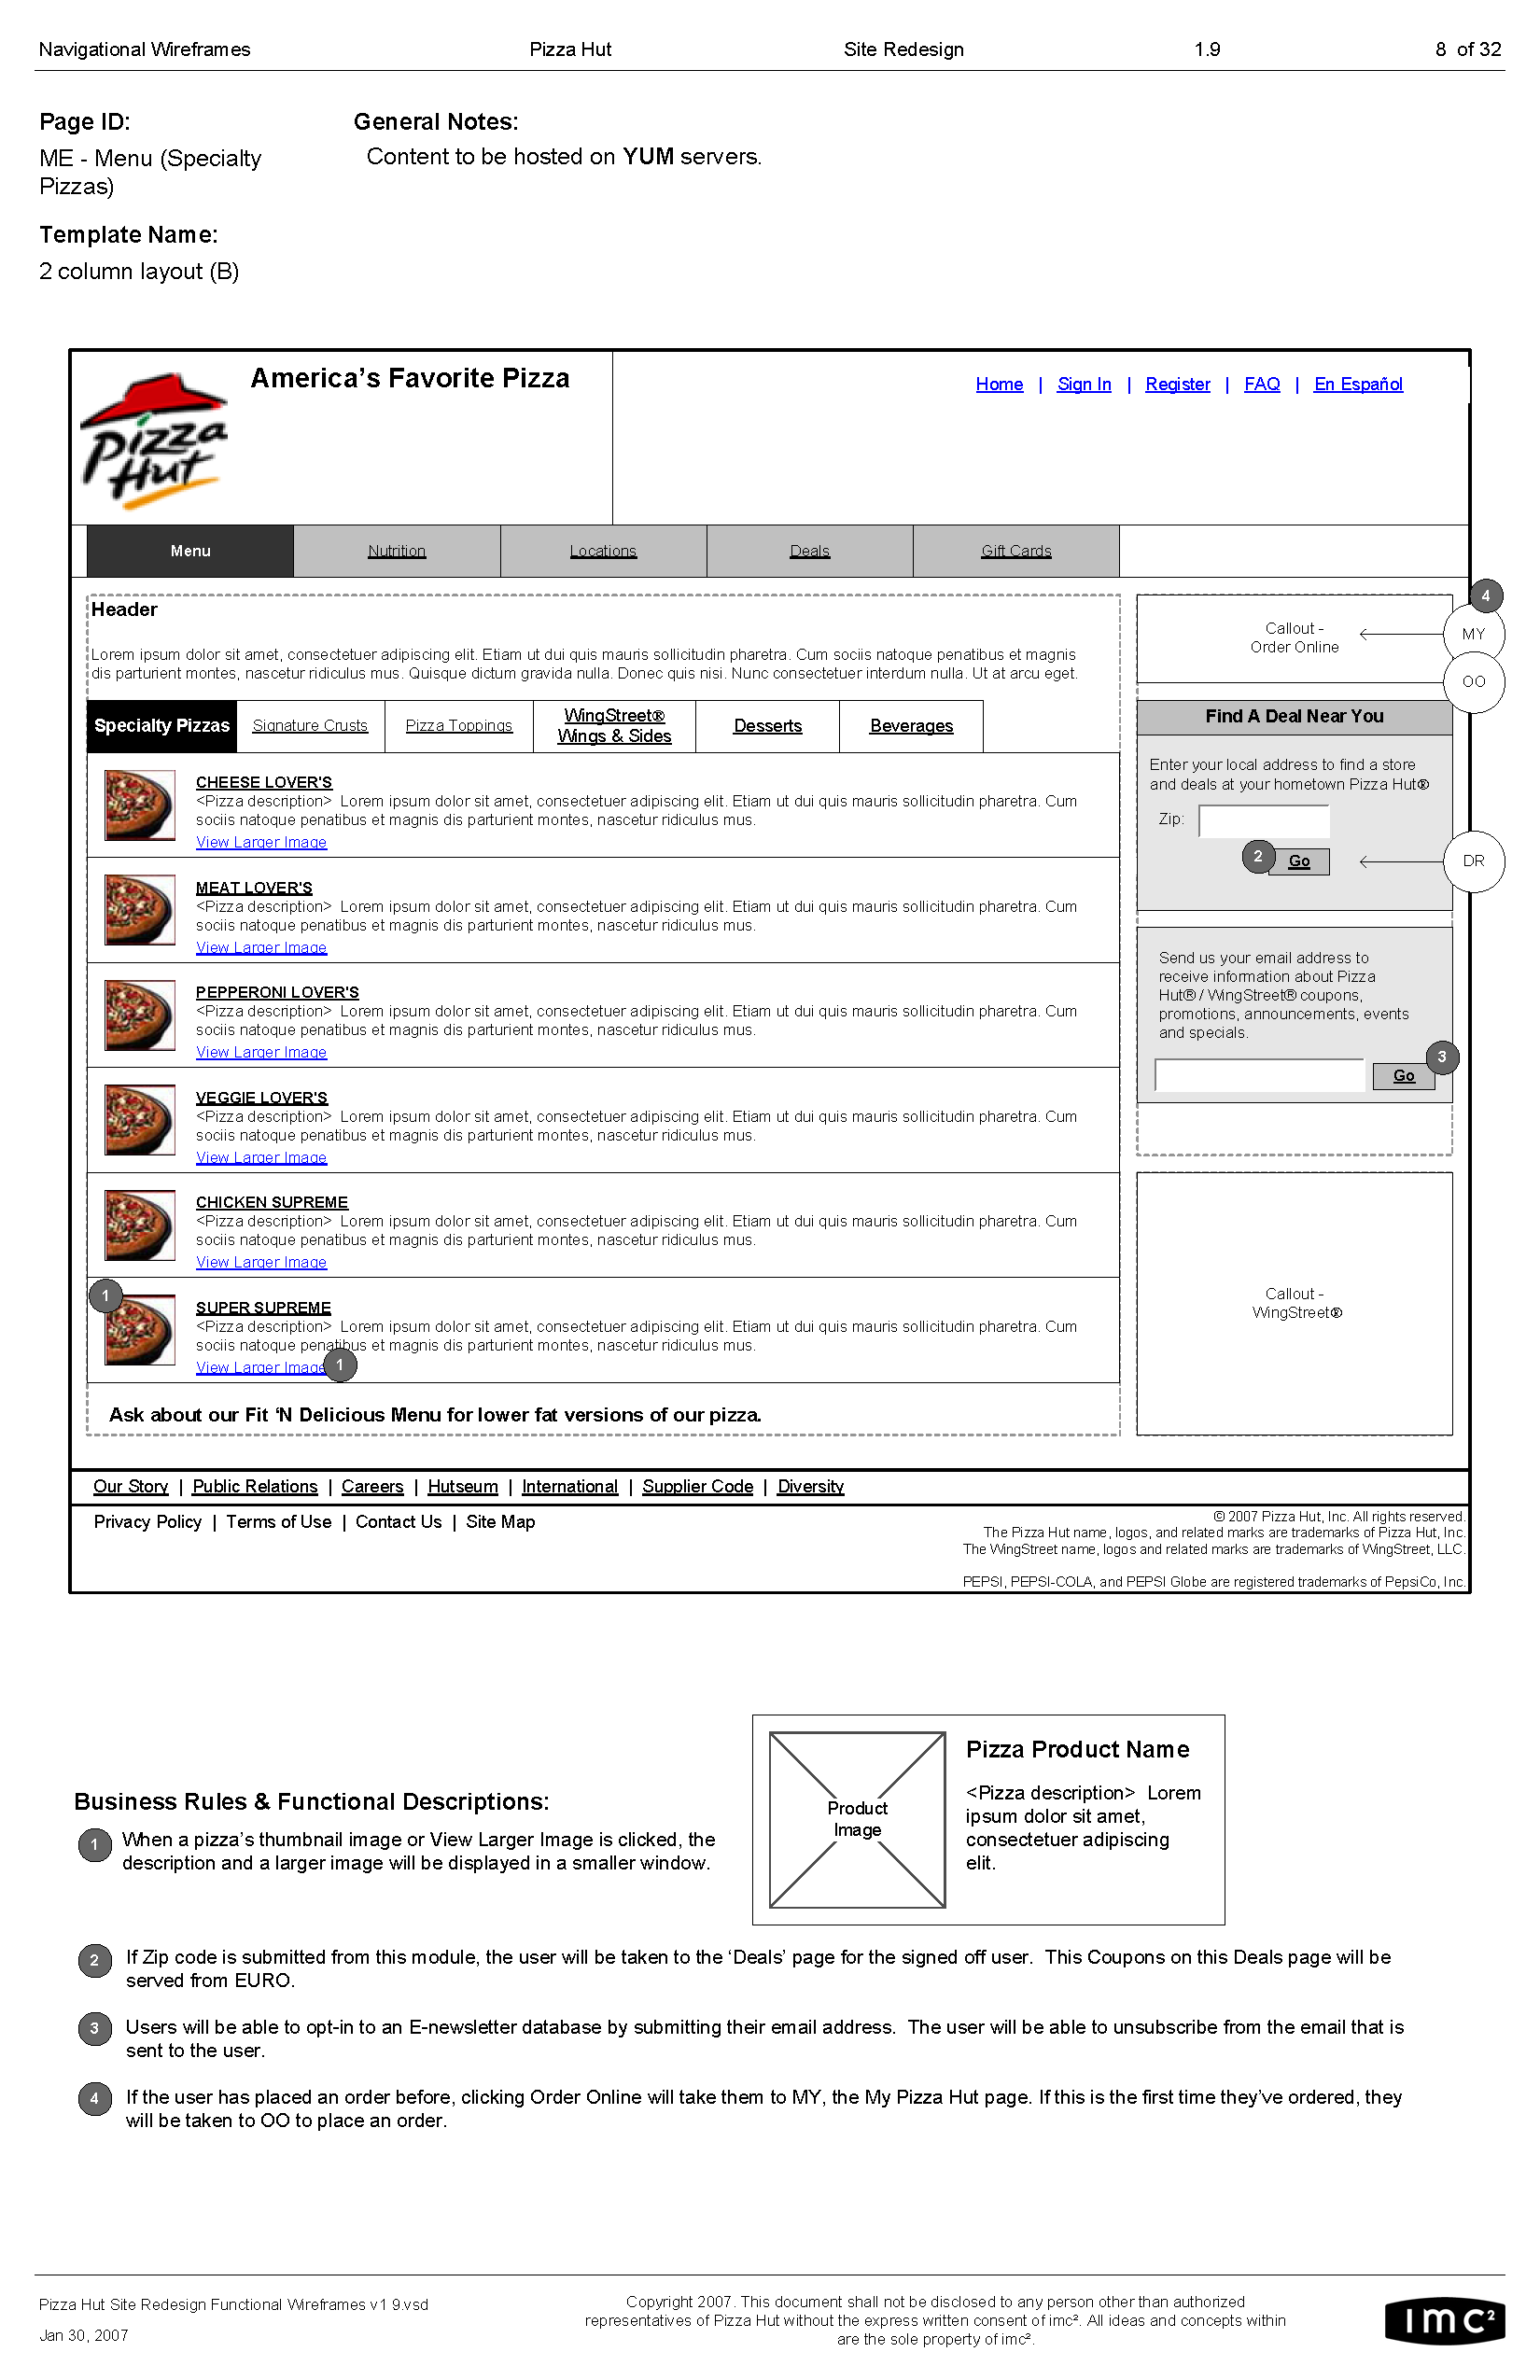 Navigational Wireframes Pizza Hut Site Redesign 1.9 8 of 32
Page ID:
ME - Menu (Specialty
Pizzas)
General Notes:
Content to be hosted on YUM servers.
Template Name:
2 column layout (B)
Pizza
Hut
America’s Favorite Pizza
Home | Sign In | Register | FAQ | En Español
Menu Nutrition Locations Deals Gift Cards
Header
Lorem ipsum dolor sit amet, consectetuer adipiscing elit. Etiam ut dui quis mauris sollicitudin pharetra. Cum sociis natoque penatibus et magnis
dis parturient montes, nascetur ridiculus mus. Quisque dictum gravida nulla. Donec quis nisi. Nunc consectetuer interdum nulla. Ut at arcu eget.
Specialty Pizzas Signature Crusts Pizza Toppings WingStreet®
Wings & Sides Desserts Beverages
CHEESE LOVER'S
<Pizza description> Lorem ipsum dolor sit amet, consectetuer adipiscing elit. Etiam ut dui quis mauris sollicitudin pharetra. Cum
sociis natoque penatibus et magnis dis parturient montes, nascetur ridiculus mus.
View Larger Image
MEAT LOVER'S
<Pizza description> Lorem ipsum dolor sit amet, consectetuer adipiscing elit. Etiam ut dui quis mauris sollicitudin pharetra. Cum
sociis natoque penatibus et magnis dis parturient montes, nascetur ridiculus mus.
View Larger Image
PEPPERONI LOVER'S
<Pizza description> Lorem ipsum dolor sit amet, consectetuer adipiscing elit. Etiam ut dui quis mauris sollicitudin pharetra. Cum
sociis natoque penatibus et magnis dis parturient montes, nascetur ridiculus mus.
View Larger Image
VEGGIE LOVER'S
<Pizza description> Lorem ipsum dolor sit amet, consectetuer adipiscing elit. Etiam ut dui quis mauris sollicitudin pharetra. Cum
sociis natoque penatibus et magnis dis parturient montes, nascetur ridiculus mus.
View Larger Image
CHICKEN SUPREME
<Pizza description> Lorem ipsum dolor sit amet, consectetuer adipiscing elit. Etiam ut dui quis mauris sollicitudin pharetra. Cum
sociis natoque penatibus et magnis dis parturient montes, nascetur ridiculus mus.
View Larger Image
1
SUPER SUPREME
<Pizza description> Lorem ipsum dolor sit amet, consectetuer adipiscing elit. Etiam ut dui quis mauris sollicitudin pharetra. Cum
sociis natoque penatibus et magnis dis parturient montes, nascetur ridiculus mus.
View Larger Image 1
Ask about our Fit ‘N Delicious Menu for lower fat versions of our pizza.
4
Callout -
Order Online
MY
OO
Find A Deal Near You
Enter your local address to find a store
and deals at your hometown Pizza Hut®
Zip:
2 Go
DR
Send us your email address to
receive information about Pizza
Hut® / WingStreet® coupons,
promotions, announcements, events
and specials.
3
Go
Callout -
WingStreet®
Our Story | Public Relations | Careers | Hutseum | International | Supplier Code | Diversity
Privacy Policy | Terms of Use | Contact Us | Site Map
© 2007 Pizza Hut, Inc. All rights reserved.
The Pizza Hut name, logos, and related marks are trademarks of Pizza Hut, Inc.
The WingStreet name, logos and related marks are trademarks of WingStreet, LLC.
PEPSI, PEPSI-COLA, and PEPSI Globe are registered trademarks of PepsiCo, Inc.
Business Rules & Functional Descriptions:
1 When a pizza’s thumbnail image or View Larger Image is clicked, the
description and a larger image will be displayed in a smaller window.
Product
Image
Pizza Product Name
<Pizza description> Lorem
ipsum dolor sit amet,
consectetuer adipiscing
elit.
2 If Zip code is submitted from this module, the user will be taken to the ‘Deals’ page for the signed off user. This Coupons on this Deals page will be
served from EURO.
3 Users will be able to opt-in to an E-newsletter database by submitting their email address. The user will be able to unsubscribe from the email that is
sent to the user.
4 If the user has placed an order before, clicking Order Online will take them to MY, the My Pizza Hut page. If this is the first time they’ve ordered, they
will be taken to OO to place an order.
Pizza Hut Site Redesign Functional Wireframes v1 9.vsd
Jan 30, 2007
Copyright 2007. This document shall not be disclosed to any person other than authorized
representatives of Pizza Hut without the express written consent of imc². All ideas and concepts within
are the sole property of imc².
imc²